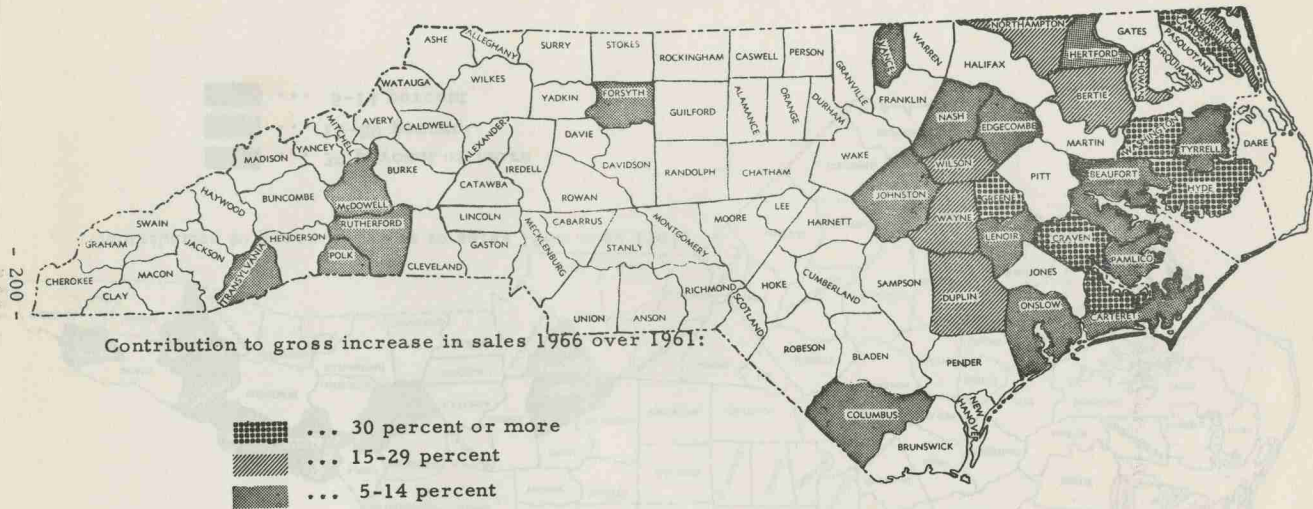 NORTHAMPTON
GATES
ALLEGHANY
ASHE
SURRY
STOKES
ROCKINGHAM
CASWELL
PERSON
VANCE
WARREN
HERTFORD
CAMDEN
CURRITUCK
PASQUOTANK
PERQUIMANS
CHOWAN
HALIFAX
GRANVILLE
WATAUGA
WILKES
YADKIN
FORSYTH
GUILFORD
ALAMANCE
ORANGE
DURHAM
FRANKLIN
BERTIE
MITCHELL
AVERY
CALDWELL
ALEXANDER
DAVIE
NASH
EDGECOMBE
MARTIN
WASHINGTON
TYRRELL
DARE
MADISON
YANCEY
BURKE
IREDELL
DAVIDSON
RANDOLPH
CHATHAM
WAKE
WILSON
PITT
BEAUFORT
HYDE
HAYWOOD
BUNCOMBE
McDOWELL
CATAWBA
ROWAN
JOHNSTON
GREENE
SWAIN
RUTHERFORD
LINCOLN
CABARRUS
STANLY
MONTGOMERY
MOORE
LEE
HARNETT
WAYNE
LENOIR
CRAVEN
PAMLICO
GRAHAM
JACKSON
HENDERSON
POLK
CLEVELAND
GASTON
MECKLENBURG
CHEROKEE
MACON
TRANSYLVANIA
CLAY
UNION
ANSON
RICHMOND
SCOTLAND
HOKE
CUMBERLAND
SAMPSON
DUPLIN
JONES
ONSLOW
CARTERET
- 200 -
Contribution to gross increase in sales 1966 over 1961:
ROBESON
BLADEN
PENDER
COLUMBUS
NEW HANOVER
BRUNSWICK
... 30 percent or more
... 15-29 percent
... 5-14 percent